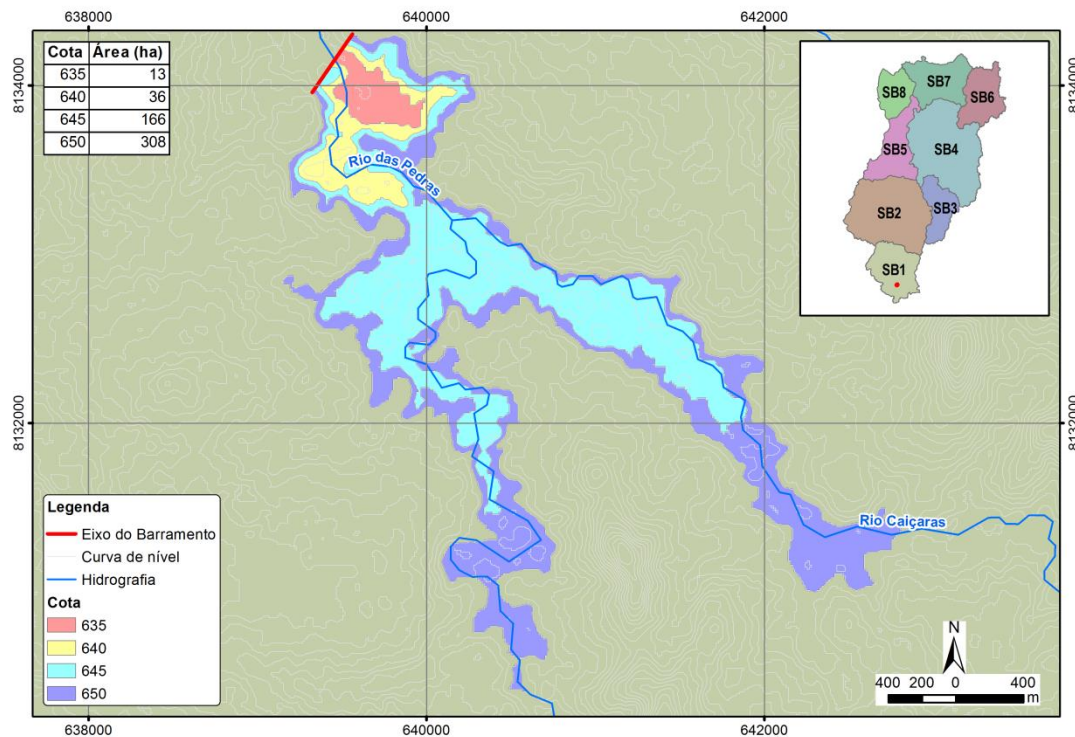 638000 640000 642000
Cota Área (ha)
635 13
640 36
645 166
650 308
8134000
8134000
SB8
SB7
SB6
SB5
SB4
SB2
SB3
SB1
Rio das Pedras
8132000
8132000
Rio Caiçaras
Legenda
Eixo do Barramento
Curva de nível
Hidrografia
Cota
635
640
645
650
N
400 200 0 400
m
638000 640000 642000